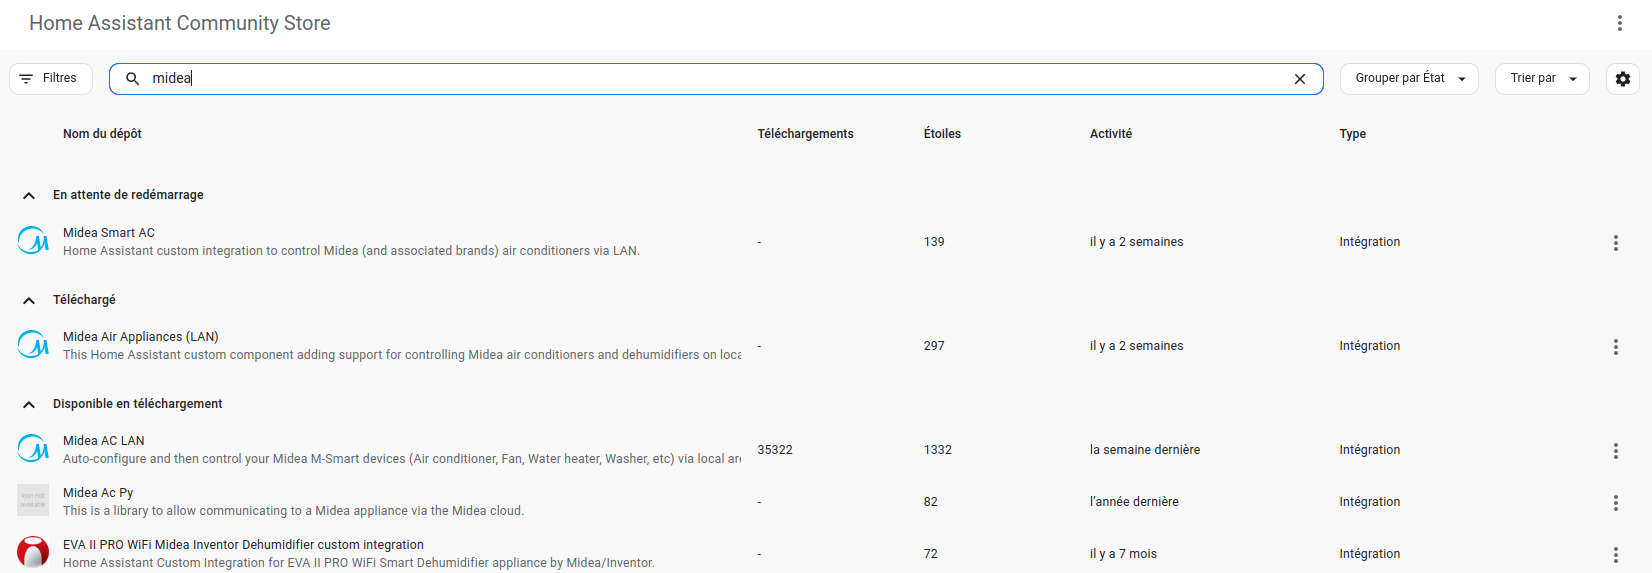 Home Assistant Community Store
Filtres
midea
Grouper par État
Trier par
Nom du dépôt Téléchargements Étoiles Activité Type
En attente de redémarrage
Midea Smart AC
Home Assistant custom integration to control Midea (and associated brands) air conditioners via LAN.
- 139 il y a 2 semaines Intégration
Téléchargé
Midea Air Appliances (LAN)
This Home Assistant custom component adding support for controlling Midea air conditioners and dehumidifiers on loca
- 297 il y a 2 semaines Intégration
Disponible en téléchargement
Midea AC LAN
Auto-configure and then control your Midea M-Smart devices (Air conditioner, Fan, Water heater, Washer, etc) via local are
35322 1332 la semaine dernière Intégration
icon not
available
Midea Ac Py
This is a library to allow communicating to a Midea appliance via the Midea cloud.
- 82 l'année dernière Intégration
EVA II PRO WiFi Midea Inventor Dehumidifier custom integration
Home Assistant Custom Integration for EVA II PRO WiFi Smart Dehumidifier appliance by Midea/Inventor.
- 72 il y a 7 mois Intégration